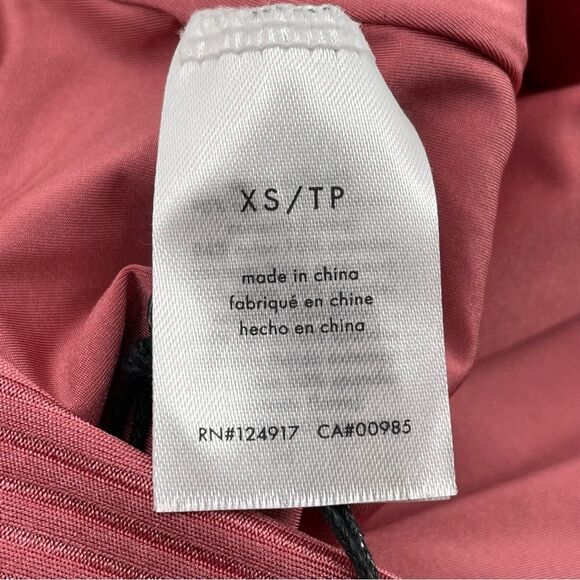 XS/TP
made in china
fabriqué en chine
hecho en china
RN#124917 CA#00985